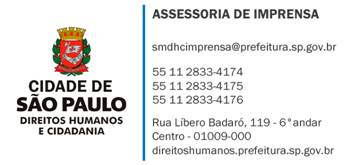 CIDADE DE
SÃO PAULO
DIREITOS HUMANOS
E CIDADANIA
ASSESSORIA DE IMPRENSA
smdhcimprensa@prefeitura.sp.gov.br
55 11 2833-4174
55 11 2833-4175
55 11 2833-4176
Rua Líbero Badaró, 119 - 6°andar
Centro - 01009-000
direitoshumanos.prefeitura.sp.gov.br